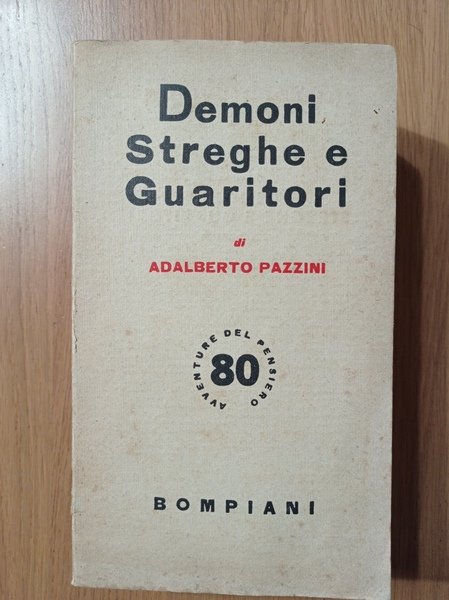 Demoni
Streghe e
Guaritori
di
ADALBERTO PAZZINI
AVVENTURE DEL PENSIERO
80
BOMPIANI